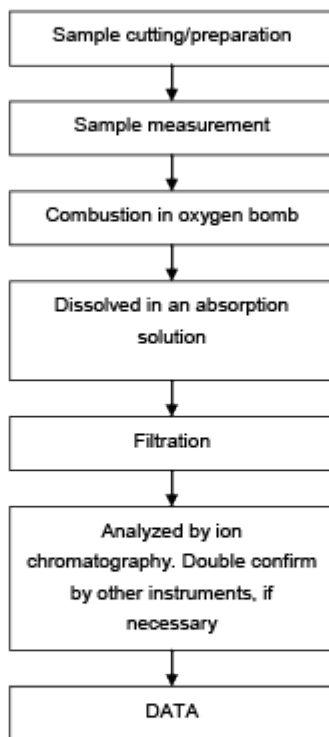 Sample cutting/preparation
Sample measurement
Combustion in oxygen bomb
Dissolved in an absorption
solution
Filtration
Analyzed by ion
chromatography. Double confirm
by other instruments, if
necessary
DATA